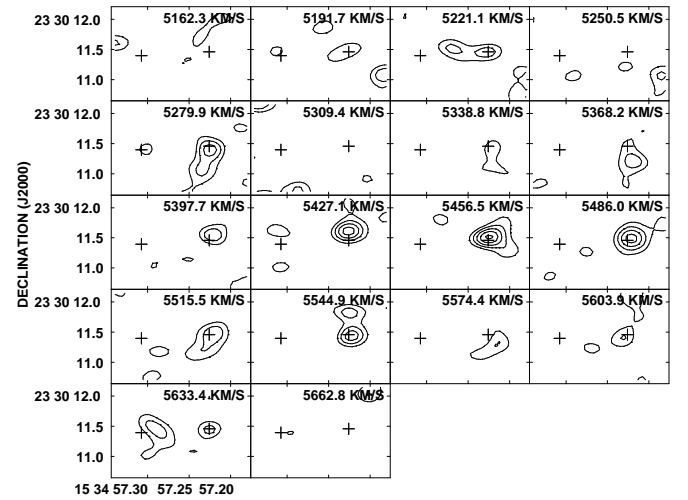 23 30 12.0 5162.3 KM/S 5191.7 KM/S 5221.1 KM/S 5250.5 KM/S
11.5
11.0
23 30 12.0 5279.9 KM/S 5309.4 KM/S 5338.8 KM/S 5368.2 KM/S
11.5
11.0
DECLINATION (J2000)
23 30 12.0 5397.7 KM/S 5427.1 KM/S 5456.5 KM/S 5486.0 KM/S
11.5
11.0
23 30 12.0 5515.5 KM/S 5544.9 KM/S 5574.4 KM/S 5603.9 KM/S
11.5
11.0
23 30 12.0 5633.4 KM/S 5662.8 KM/S
11.5
11.0
15 34 57.30 57.25 57.20